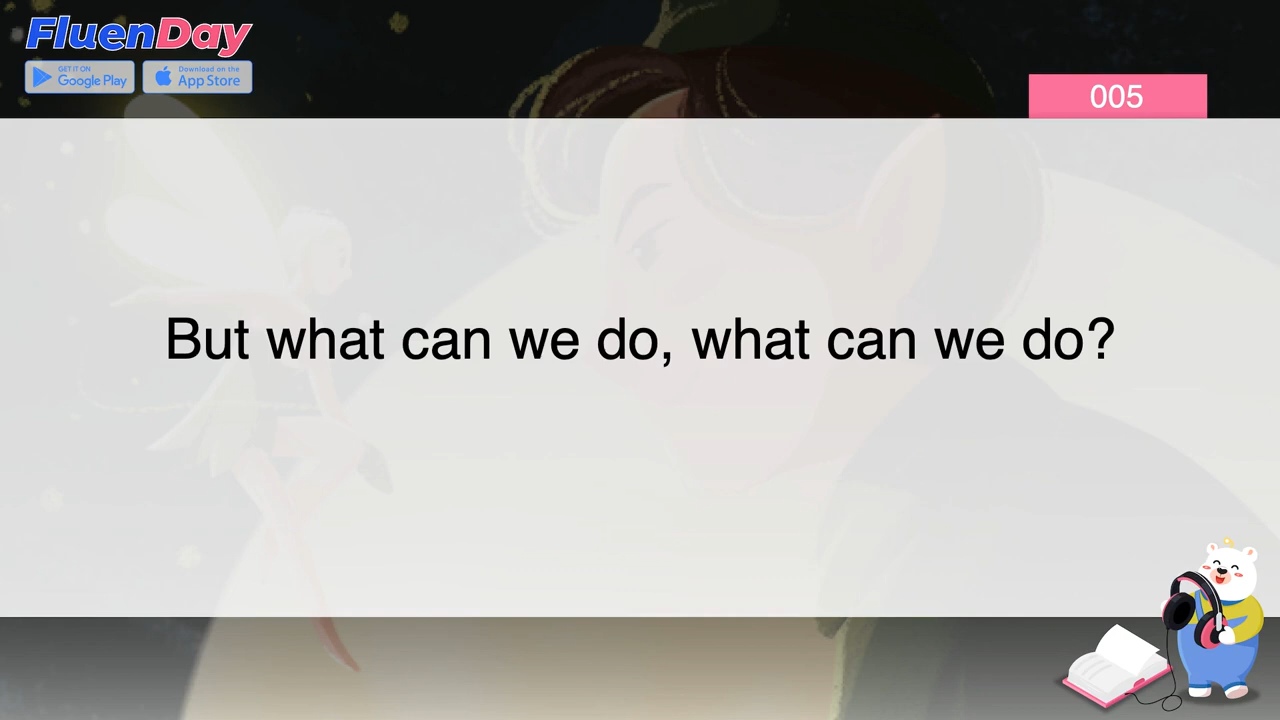 FluenDay
GET IT ON
Google Play
Download on the
App Store
005
But what can we do, what can we do?